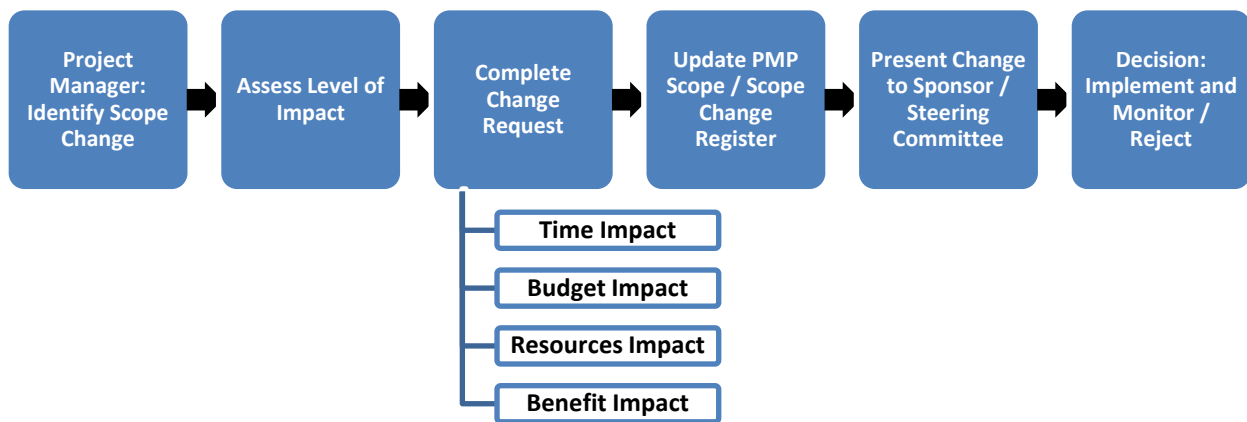 Project
Manager:
Identify Scope
Change
Assess Level of
Impact
Complete
Change
Request
Update PMP
Scope / Scope
Change
Register
Present Change
to Sponsor /
Steering
Committee
Decision:
Implement and
Monitor /
Reject
Time Impact
Budget Impact
Resources Impact
Benefit Impact